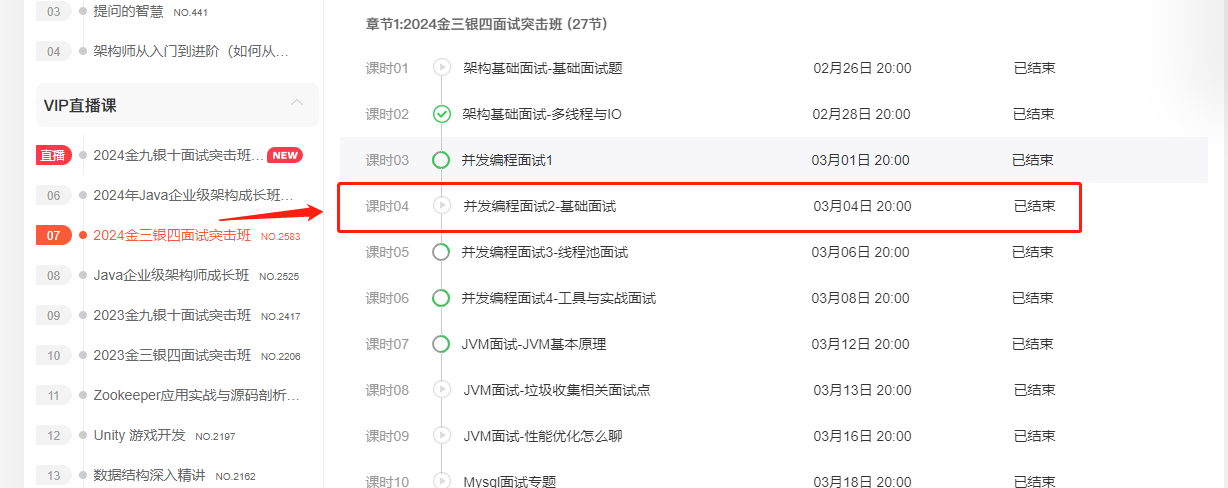 03 提问的智慧 NO.441
04 架构师从入门到进阶（如何从...
VIP直播课
直播 2024金九银十面试突击班... NEW
06 2024年Java企业级架构成长班...
07 2024金三银四面试突击班 NO.2583
08 Java企业级架构师成长班 NO.2525
09 2023金九银十面试突击班 NO.2417
10 2023金三银四面试突击班 NO.2206
11 Zookeeper应用实战与源码剖析...
12 Unity 游戏开发 NO.2197
13 数据结构深入精讲 NO.2162
章节1:2024金三银四面试突击班 (27节)
课时01 架构基础面试-基础面试题 02月26日 20:00 已结束
课时02 架构基础面试-多线程与IO 02月28日 20:00 已结束
课时03 并发编程面试1 03月01日 20:00 已结束
课时04 并发编程面试2-基础面试 03月04日 20:00 已结束
课时05 并发编程面试3-线程池面试 03月06日 20:00 已结束
课时06 并发编程面试4-工具与实战面试 03月08日 20:00 已结束
课时07 JVM面试-JVM基本原理 03月12日 20:00 已结束
课时08 JVM面试-垃圾收集相关面试点 03月13日 20:00 已结束
课时09 JVM面试-性能优化怎么聊 03月16日 20:00 已结束
课时10 Mysql面试专题 03月18日 20:00 已结束